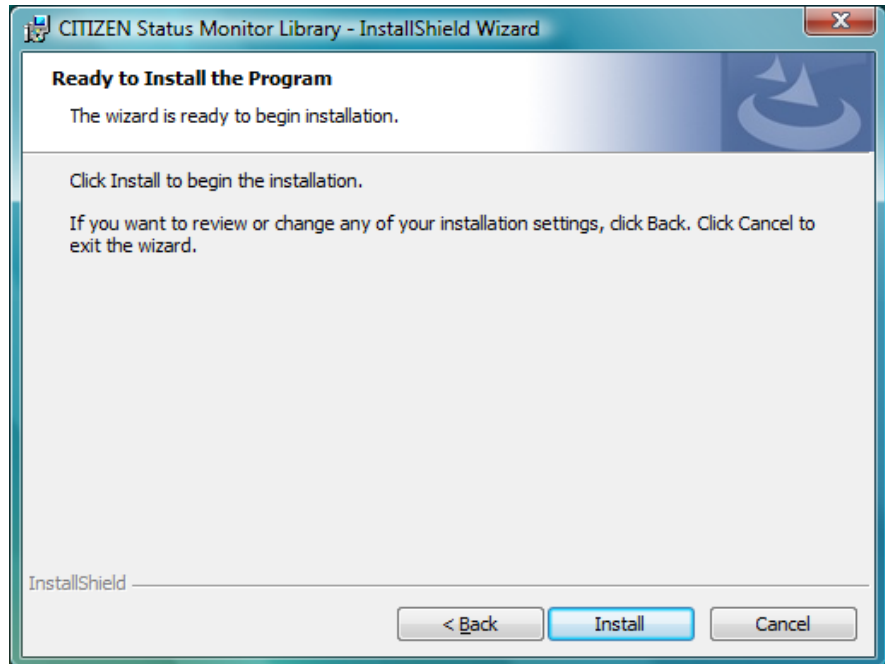 CITIZEN Status Monitor Library - InstallShield Wizard
X
Ready to Install the Program
The wizard is ready to begin installation.
Click Install to begin the installation.
If you want to review or change any of your installation settings, click Back. Click Cancel to
exit the wizard.
InstallShield
< Back
Install
Cancel